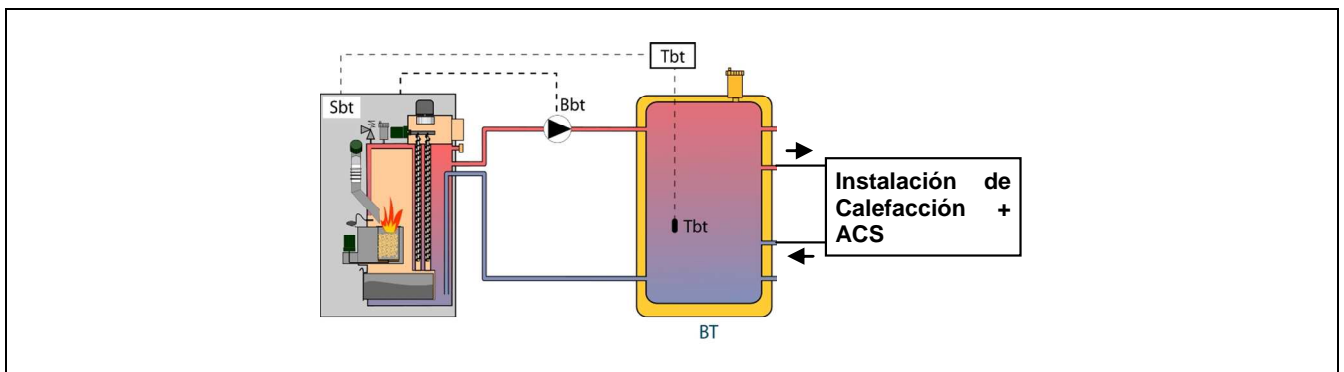 Tbt
Sbt
Bbt
Tbt
Instalación de
Calefacción +
ACS
BT